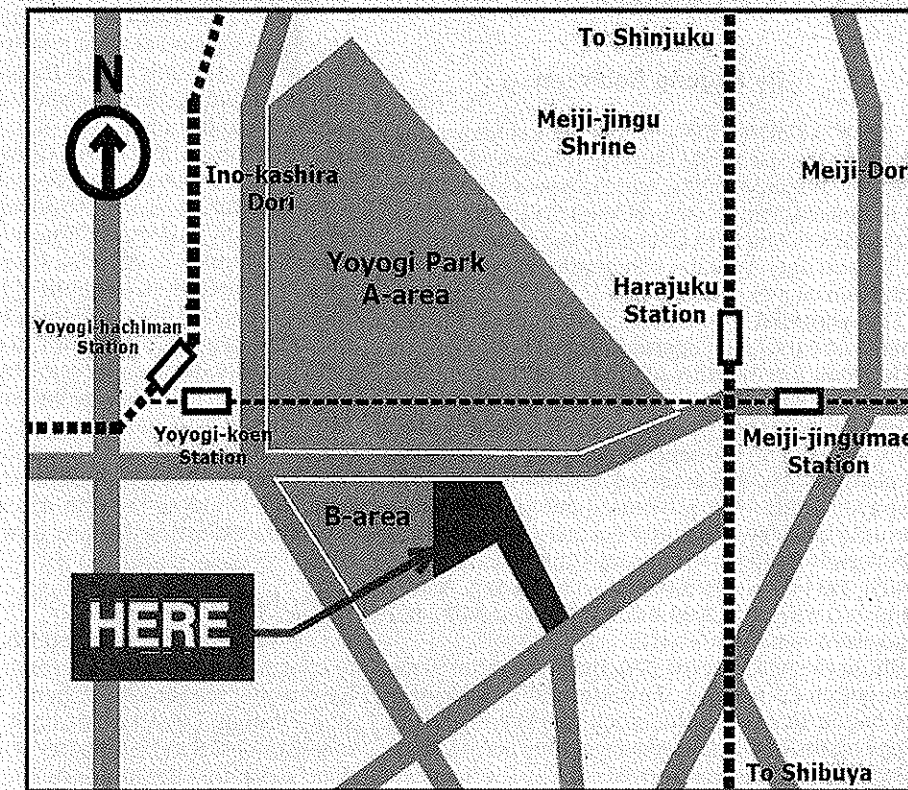 To Shinjuku
N
Meiji-jingu
Shrine
Ino-kashira
Dori
Meiji-Dori
Yoyogi Park
A-area
Harajuku
Station
Yoyogi-hachiman
Station
Yoyogi-koen
Station
Meiji-jingumae
Station
B-area
HERE
To Shibuya